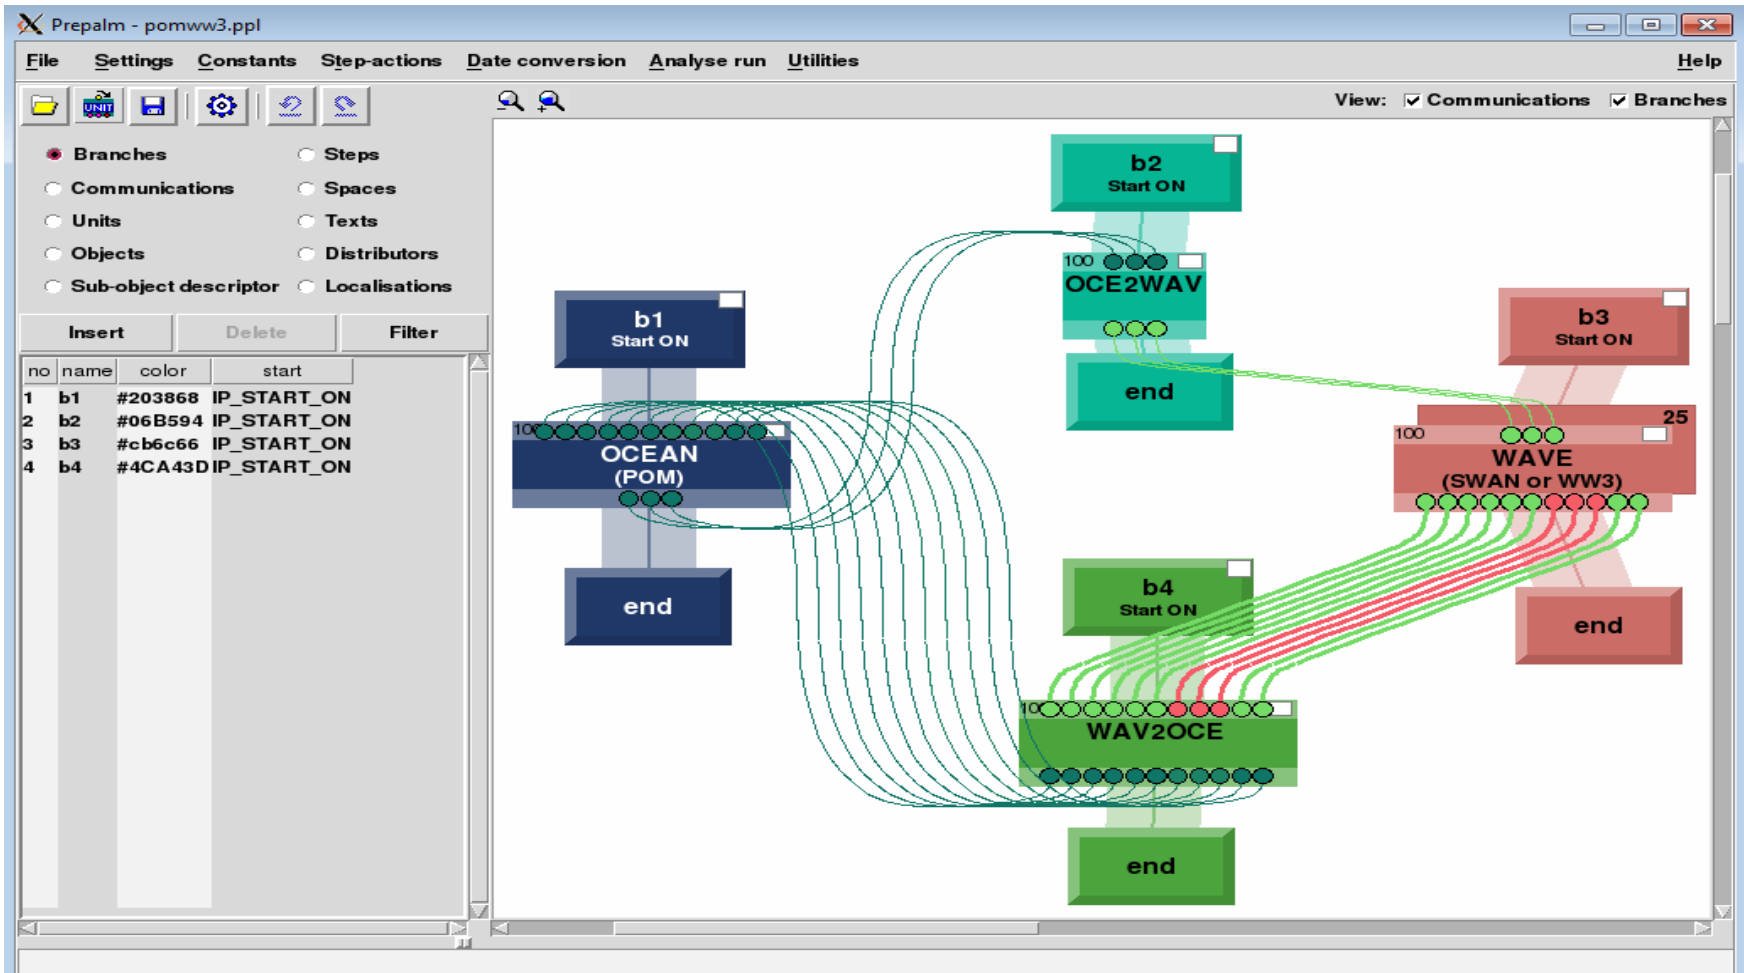 Prepalm - pomww3.ppl
File Settings Constants Step-actions Date conversion Analyse run Utilities Help
UNIT
View: Communications Branches
Branches Steps
Communications Spaces
Units Texts
Objects Distributors
Sub-object descriptor Localisations
Insert Delete Filter
no name color start
1 b1 #203868 IP_START_ON
2 b2 #06B594 IP_START_ON
3 b3 #cb6c66 IP_START_ON
4 b4 #4CA43D IP_START_ON
b2
Start ON
100
OCE2WAV
end
b1
Start ON
OCEAN
(POM)
end
b3
Start ON
25
100
WAVE
(SWAN or WW3)
end
b4
Start ON
WAV2OCE
end